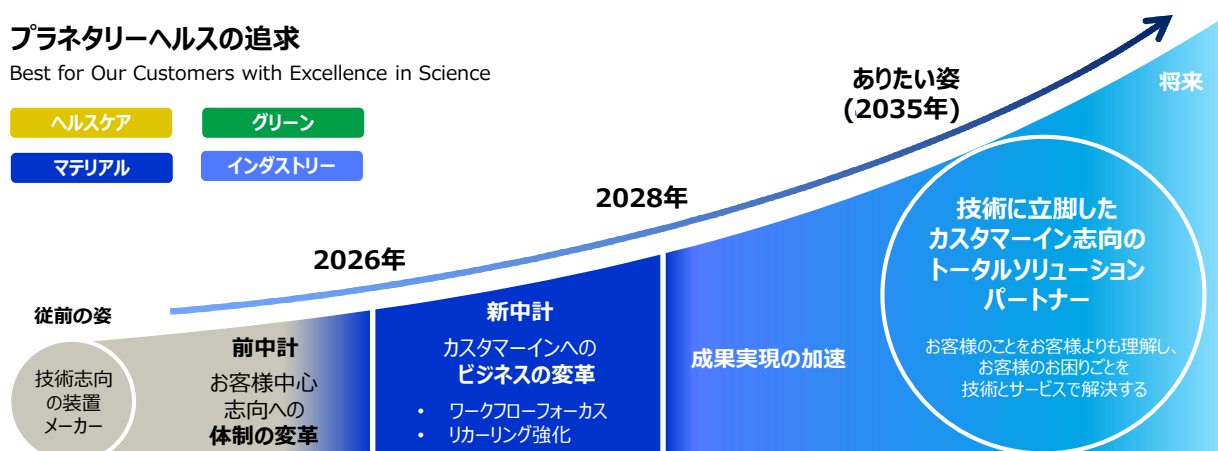 プラネタリーヘルスの追求
Best for Our Customers with Excellence in Science
ヘルスケア
グリーン
マテリアル
インダストリー
従前の姿
技術志向
の装置
メーカー
前中計
お客様中心
志向への
体制の変革
2026年
新中計
カスタマーインへの
ビジネスの変革
• ワークフローフォーカス
• リカーリング強化
2028年
成果実現の加速
ありたい姿
(2035年)
技術に立脚した
カスタマーイン志向の
トータルソリューション
パートナー
お客様のことをお客様よりも理解し、
お客様のお困りごとを
技術とサービスで解決する
将来